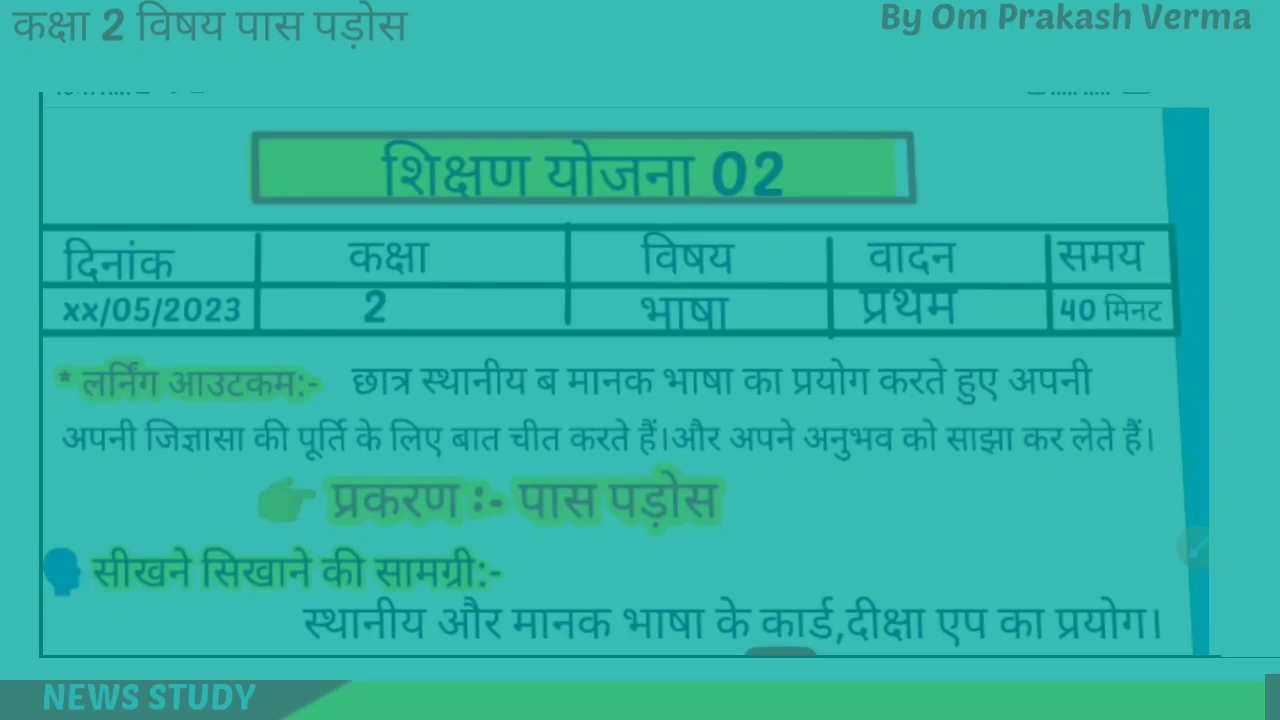 कक्षा 2 विषय पास पड़ोस
By Om Prakash Verma
शिक्षण योजना 02
दिनांक कक्षा विषय वादन समय
xx/05/2023 2 भाषा प्रथम 40 मिनट
* लर्निंग आउटकम:- छात्र स्थानीय ब मानक भाषा का प्रयोग करते हुए अपनी
अपनी जिज्ञासा की पूर्ति के लिए बात चीत करते हैं।और अपने अनुभव को साझा कर लेते हैं।
प्रकरण :- पास पड़ोस
सीखने सिखाने की सामग्री:-
स्थानीय और मानक भाषा के कार्ड,दीक्षा एप का प्रयोग।
NEWS STUDY